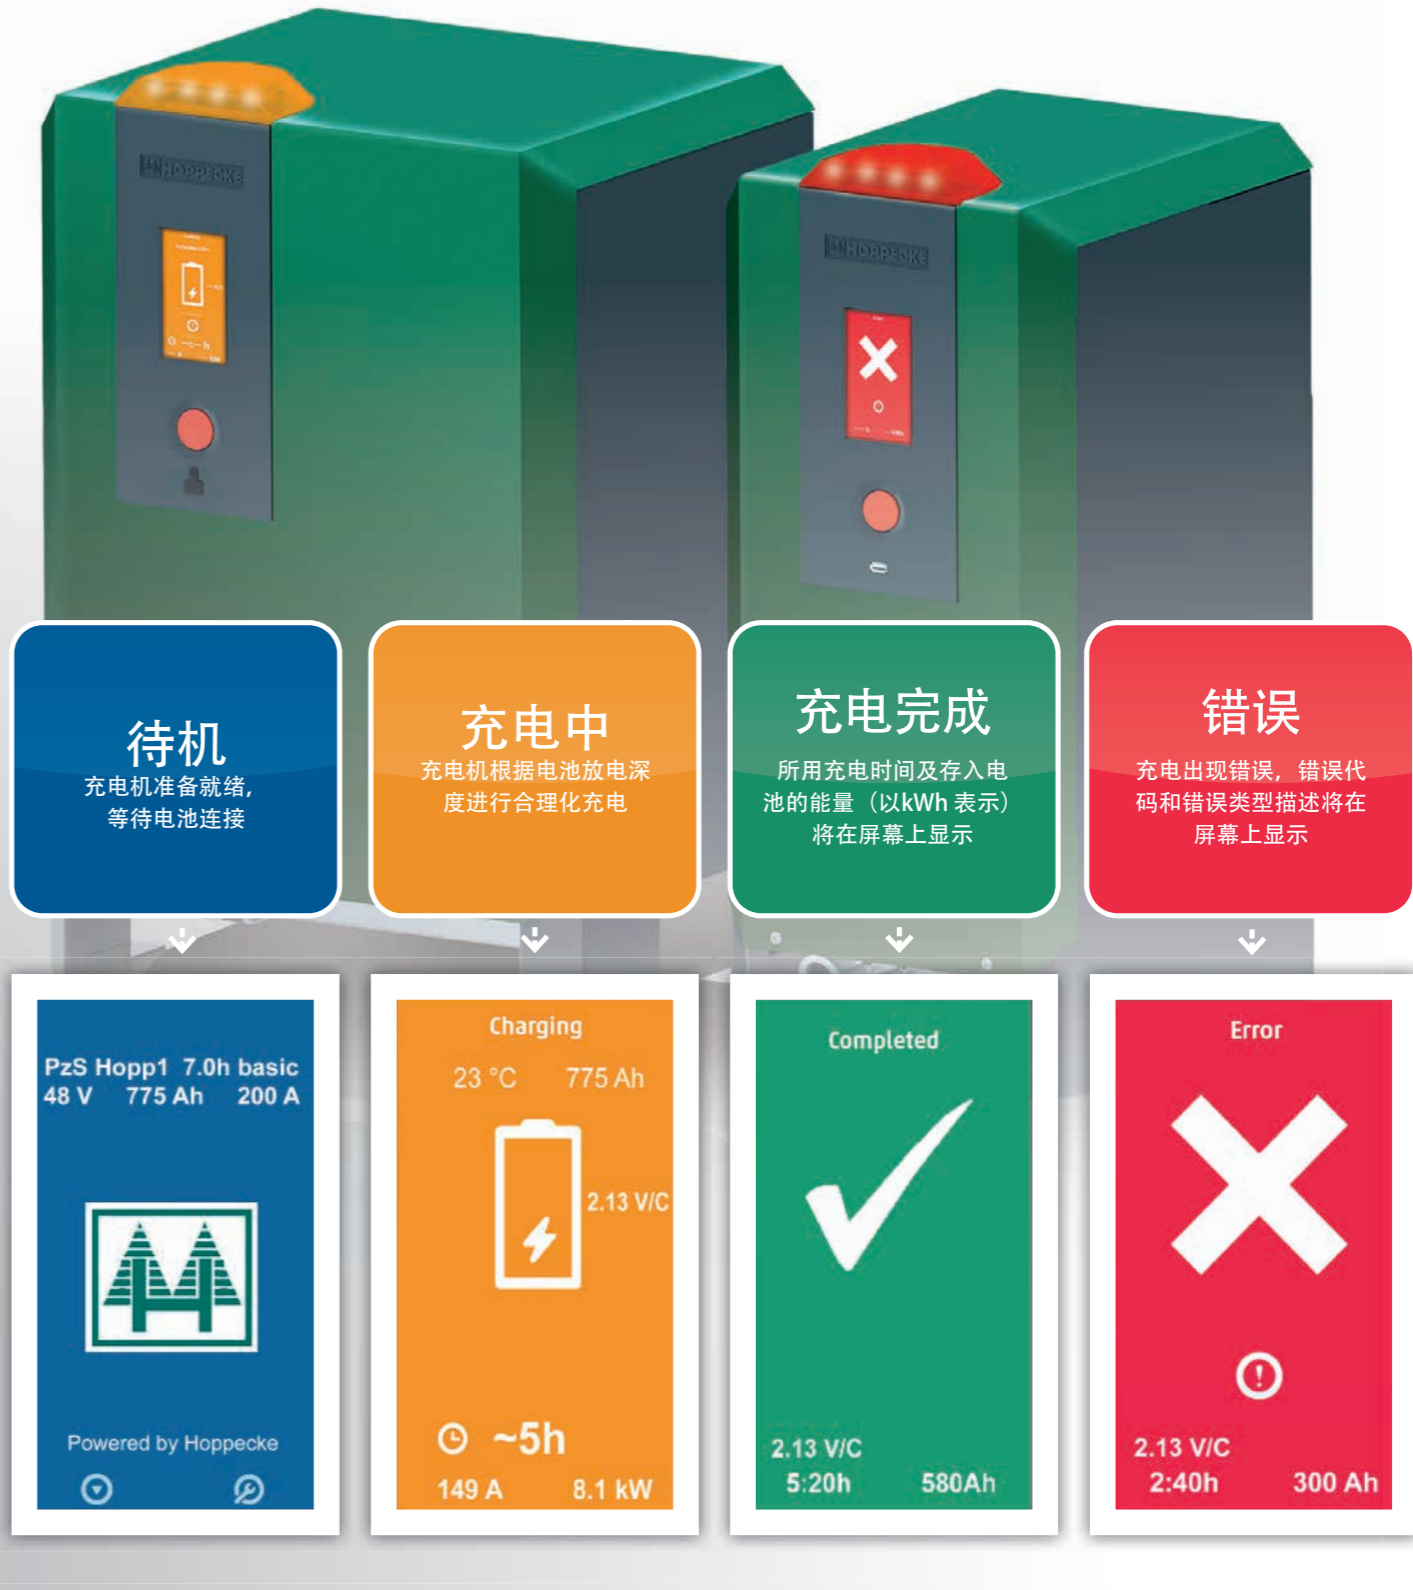 HOPPECKE
HOPPECKE
待机
充电机准备就绪，
等待电池连接
充电中
充电机根据电池放电深
度进行合理化充电
充电完成
所用充电时间及存入电
池的能量（以kWh 表示）
将在屏幕上显示
错误
充电出现错误，错误代
码和错误类型描述将在
屏幕上显示
PzS Hopp1 7.0h basic
48 V 775 Ah 200 A
Powered by Hoppecke
Charging
23 °C 775 Ah
2.13 V/C
~5h
149 A 8.1 kW
Completed
2.13 V/C
5:20h 580Ah
Error
2.13 V/C
2:40h 300 Ah